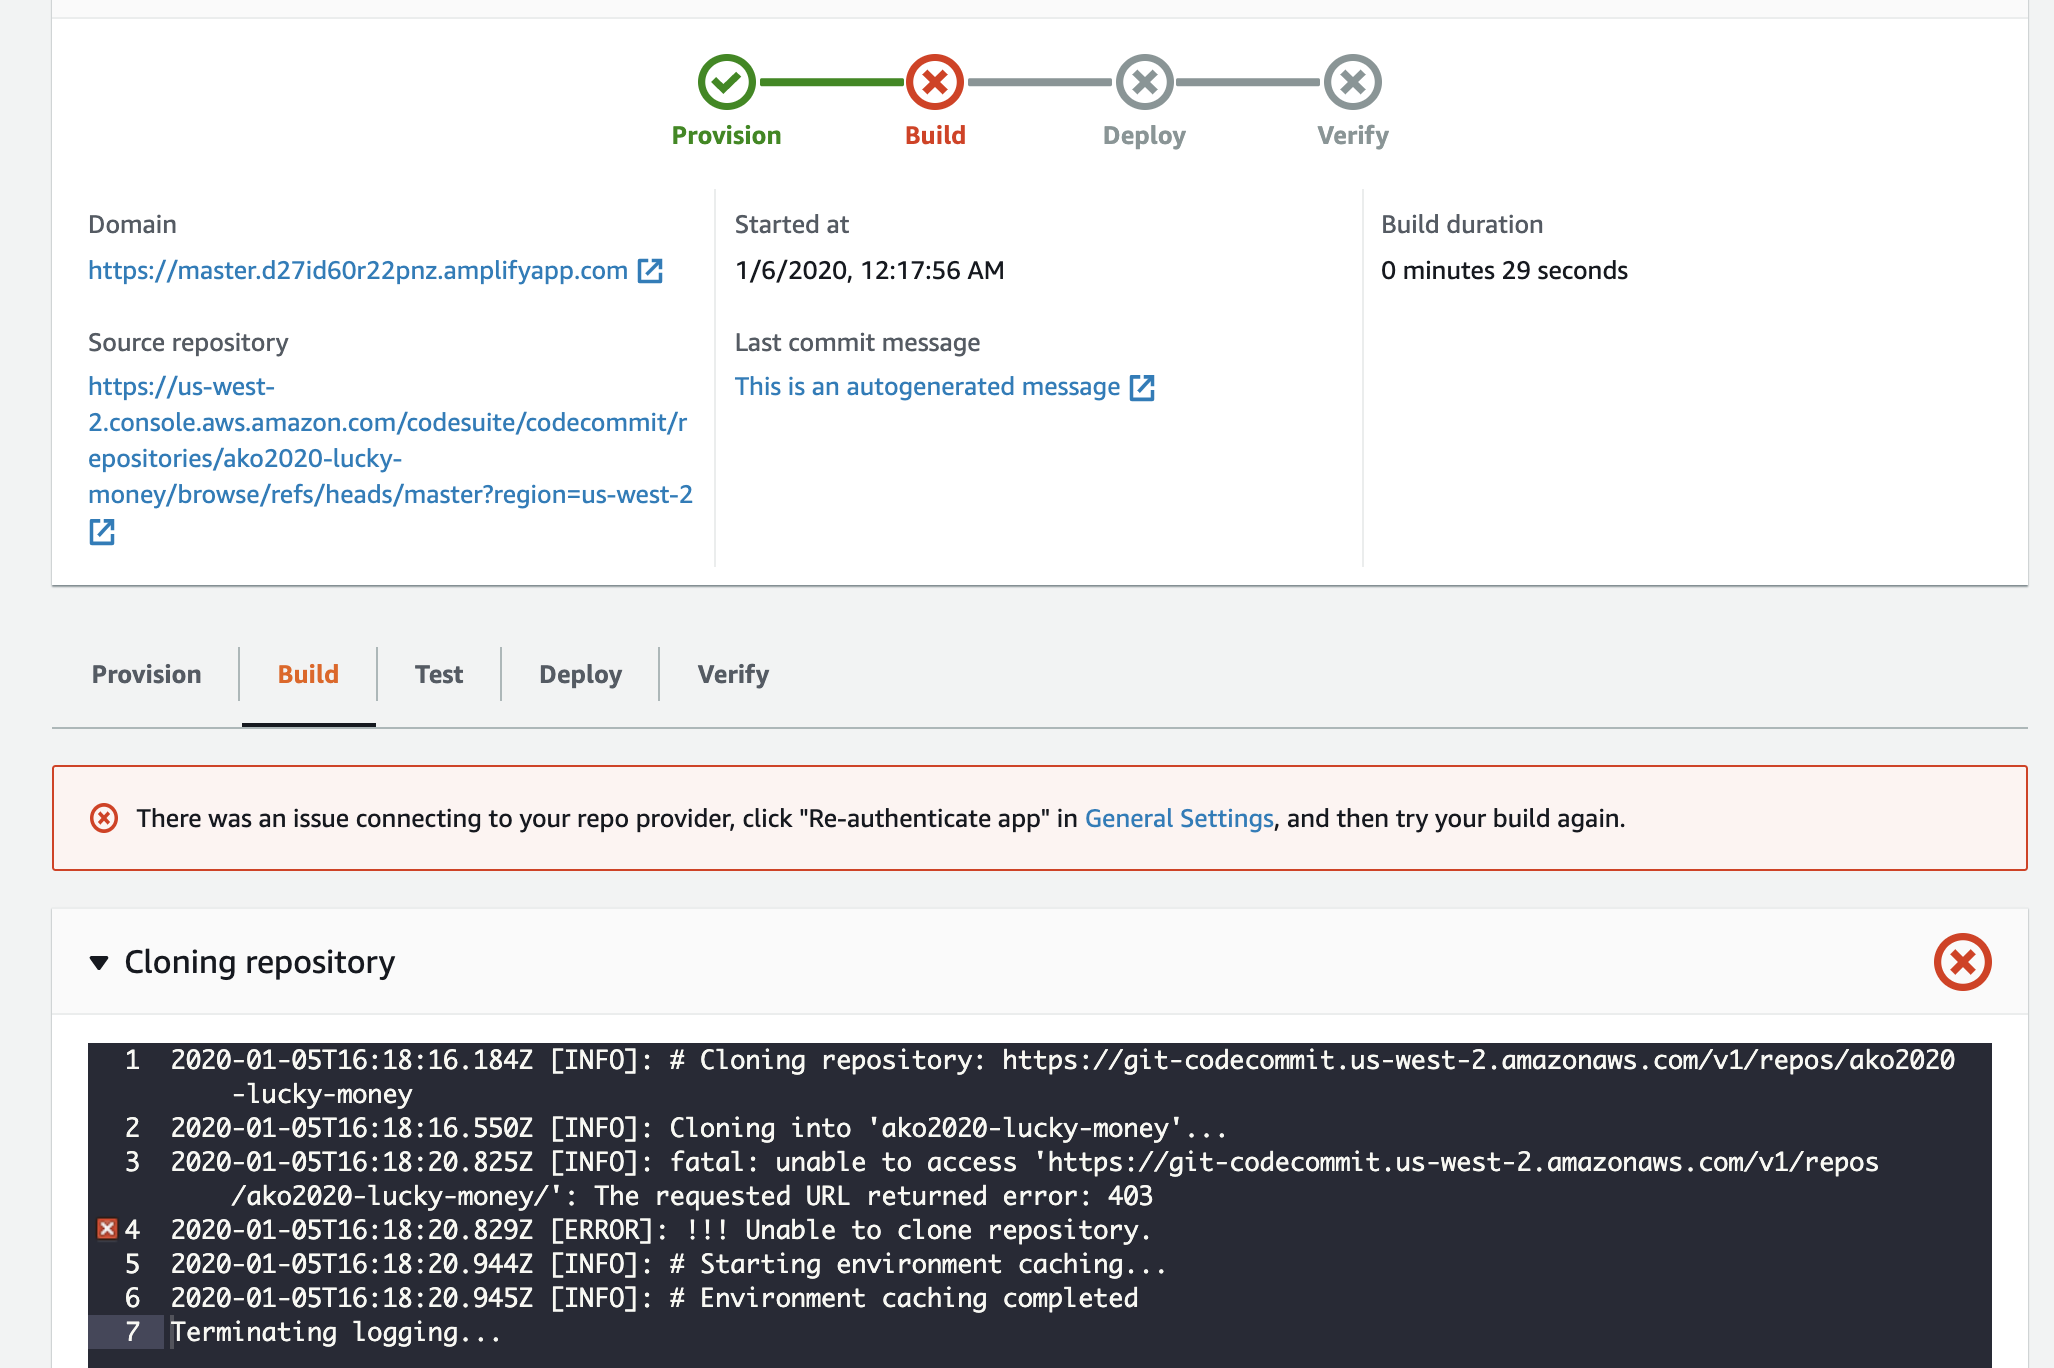 Provision
Build
Deploy
Verify
Domain
https://master.d27id60r22pnz.amplifyapp.com
Started at
1/6/2020, 12:17:56 AM
Build duration
0 minutes 29 seconds
Source repository
https://us-west-
2.console.aws.amazon.com/codesuite/codecommit/r
epositories/ako2020-lucky-
money/browse/refs/heads/master?region=us-west-2
Last commit message
This is an autogenerated message
Provision
Build
Test
Deploy
Verify
There was an issue connecting to your repo provider, click "Re-authenticate app" in General Settings, and then try your build again.
Cloning repository
1 2020-01-05T16:18:16.184Z [INFO]: # Cloning repository: https://git-codecommit.us-west-2.amazonaws.com/v1/repos/ako2020
-lucky-money
2 2020-01-05T16:18:16.550Z [INFO]: Cloning into 'ako2020-lucky-money'...
3 2020-01-05T16:18:20.825Z [INFO]: fatal: unable to access 'https://git-codecommit.us-west-2.amazonaws.com/v1/repos
/ako2020-lucky-money/': The requested URL returned error: 403
4 2020-01-05T16:18:20.829Z [ERROR]: !!! Unable to clone repository.
5 2020-01-05T16:18:20.944Z [INFO]: # Starting environment caching...
6 2020-01-05T16:18:20.945Z [INFO]: # Environment caching completed
7 Terminating logging...